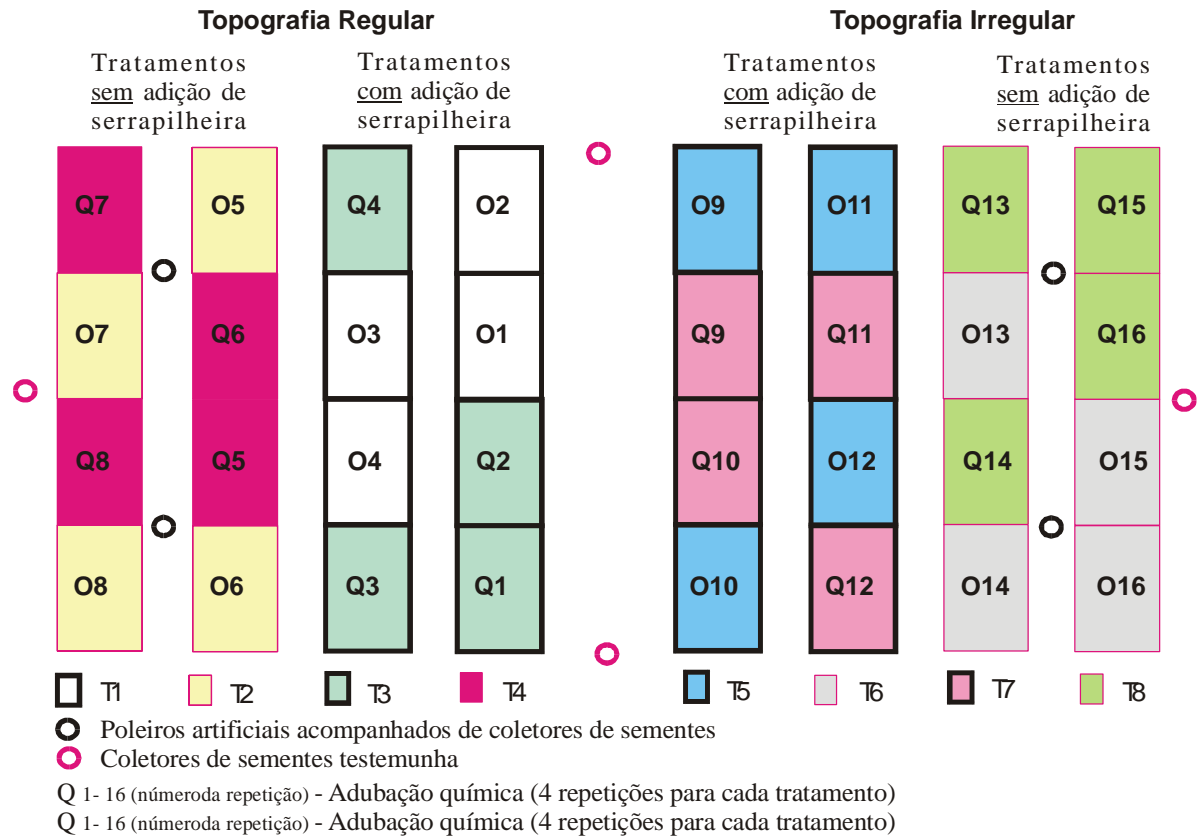 Topografia Regular
Topografia Irregular
Tratamentos
sem adição de
serrapilheira
Tratamentos
com adição de
serrapilheira
Tratamentos
com adição de
serrapilheira
Tratamentos
sem adição de
serrapilheira
Q7 O5 Q4 O2 O9 O11 Q13 Q15
O7 Q6 O3 O1 Q9 Q11 O13 Q16
Q8 Q5 O4 Q2 Q10 O12 Q14 O15
O8 O6 Q3 Q1 O10 Q12 O14 O16
T1 T2 T3 T4 T5 T6 T7 T8
Poleiros artificiais acompanhados de coletores de sementes
Coletores de sementes testemunha
Q 1- 16 (númeroda repetição) - Adubação química (4 repetições para cada tratamento)
Q 1- 16 (númeroda repetição) - Adubação química (4 repetições para cada tratamento)